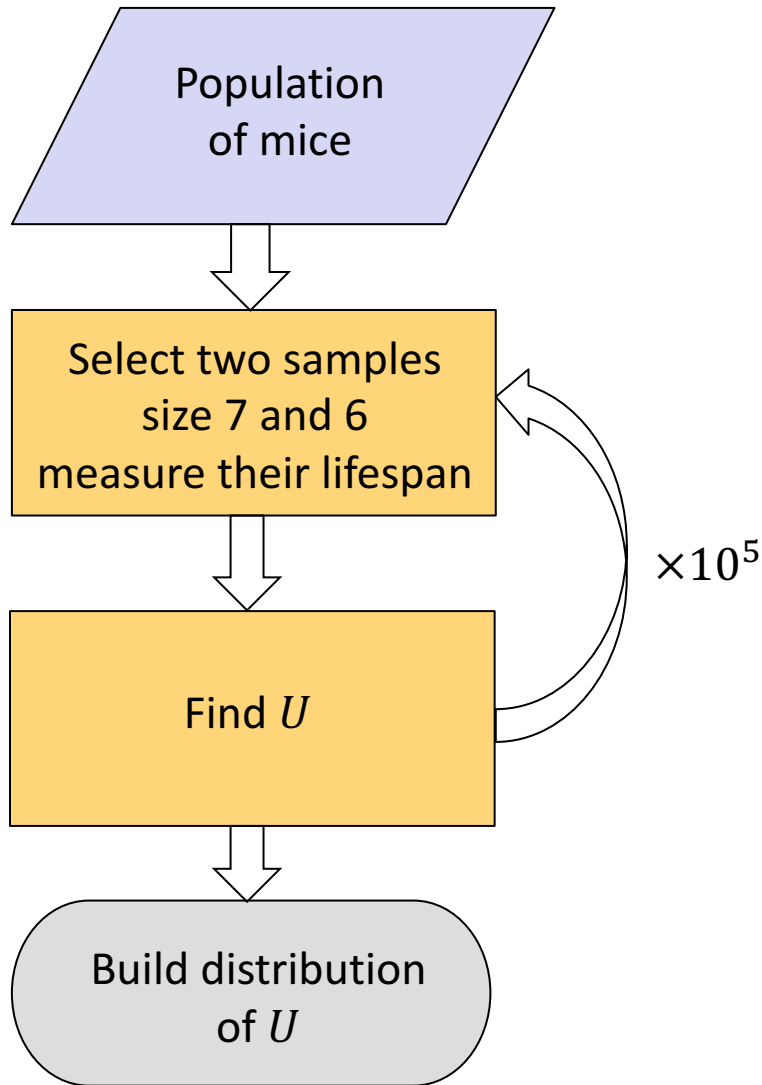 Population
of mice
Select two samples
size 7 and 6
measure their lifespan
×10⁵
Find U
Build distribution
of U